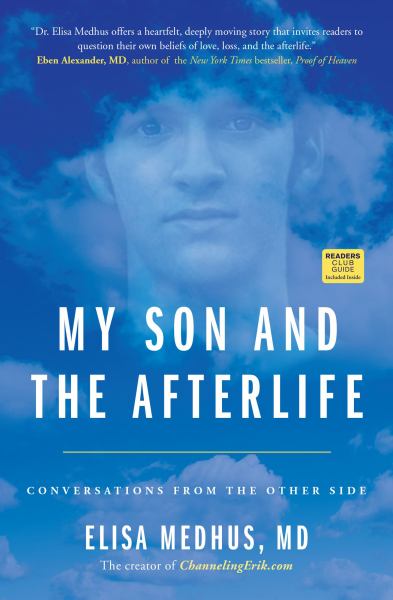 “Dr. Elisa Medhus offers a heartfelt, deeply moving story that invites readers to
question their own beliefs of love, loss, and the afterlife.”
Eben Alexander, MD, author of the New York Times bestseller, Proof of Heaven
READERS
CLUB
GUIDE
Included Inside
MY SON AND
THE AFTERLIFE
CONVERSATIONS FROM THE OTHER SIDE
ELISA MEDHUS, MD
The creator of ChannelingErik.com